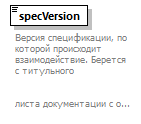 specVersion
Версия спецификации, по
которой происходит
взаимодействие. Берется
с титульного
листа документации с о...